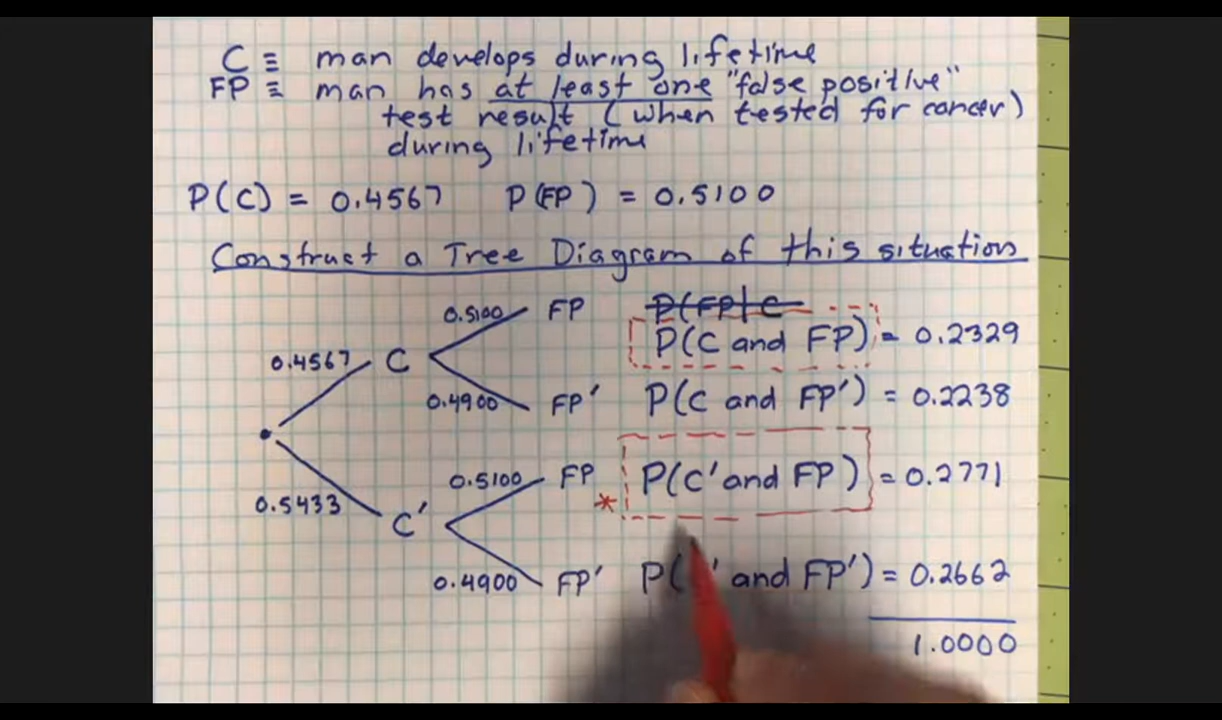 C ≡ man develops during lifetime
FP ≡ man has at least one "false positive"
test result (when tested for cancer)
during lifetime
P(C) = 0.4567 P(FP) = 0.5100
Construct a Tree Diagram of this situation
0.5100 FP P(FP|C
P(C and FP) = 0.2329
0.4567 C
0.4900 FP' P(C and FP') = 0.2238
0.5100 FP * P(C' and FP) = 0.2771
0.5433 C'
0.4900 FP' P( ' and FP') = 0.2662
1.0000